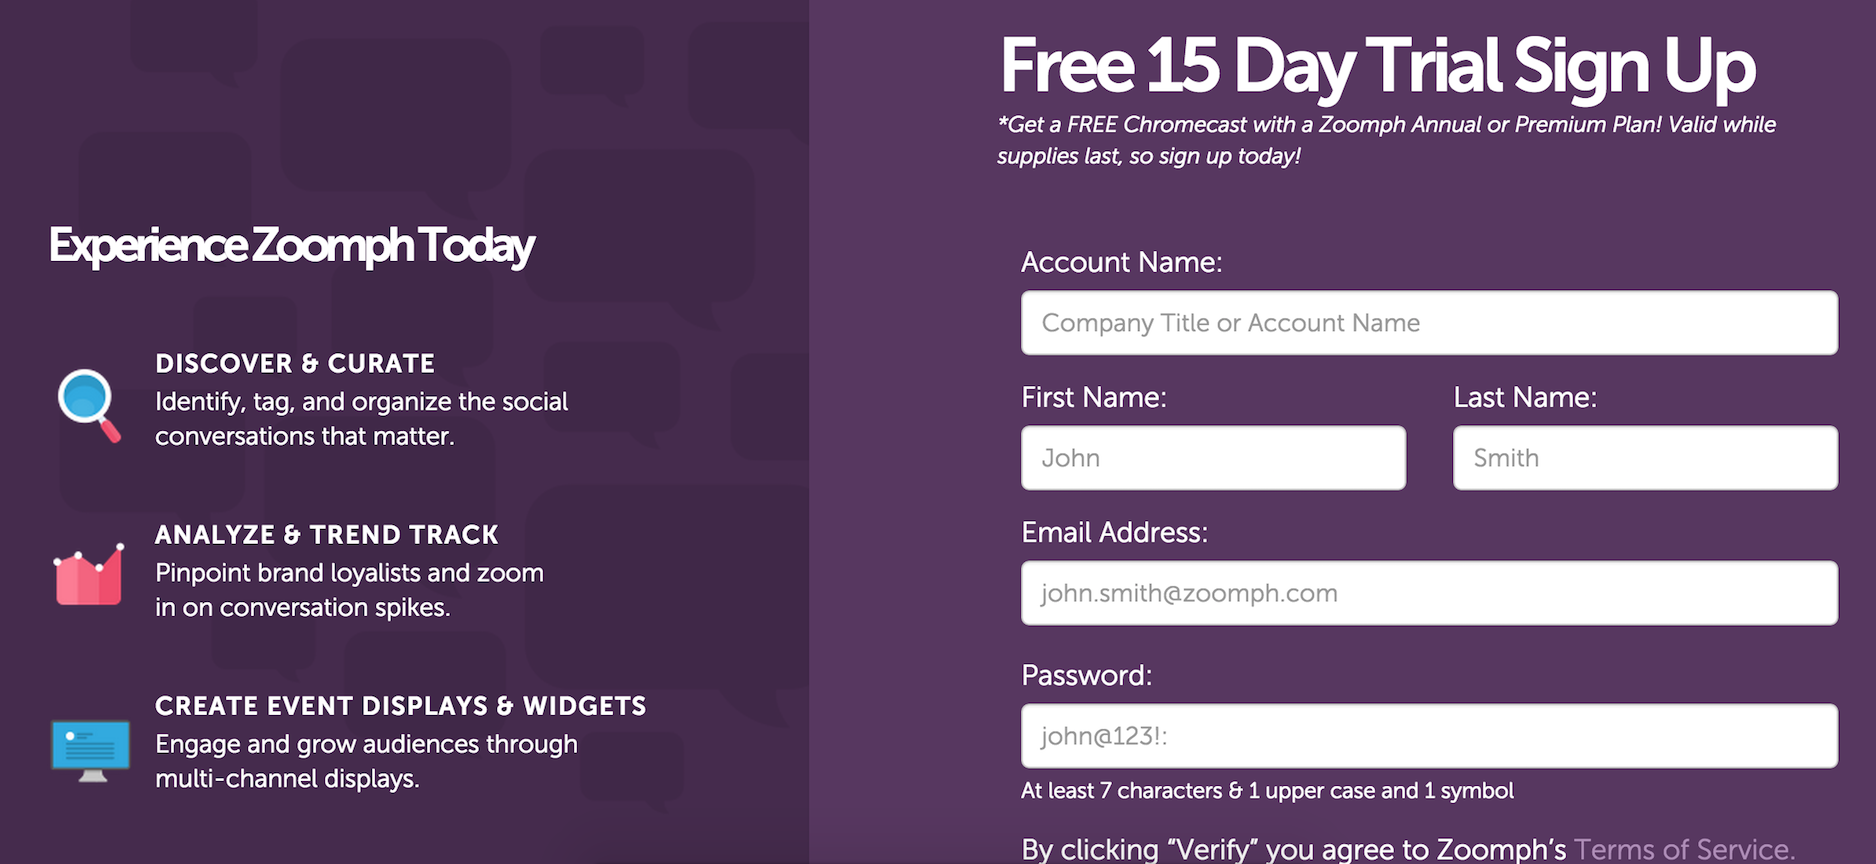 Experience Zoomph Today
DISCOVER & CURATE
Identify, tag, and organize the social
conversations that matter.
ANALYZE & TREND TRACK
Pinpoint brand loyalists and zoom
in on conversation spikes.
CREATE EVENT DISPLAYS & WIDGETS
Engage and grow audiences through
multi-channel displays.
Free 15 Day Trial Sign Up
*Get a FREE Chromecast with a Zoomph Annual or Premium Plan! Valid while
supplies last, so sign up today!
Account Name:
Company Title or Account Name
First Name:
Last Name:
John
Smith
Email Address:
john.smith@zoomph.com
Password:
john@123!:
At least 7 characters & 1 upper case and 1 symbol
By clicking “Verify” you agree to Zoomph’s Terms of Service.